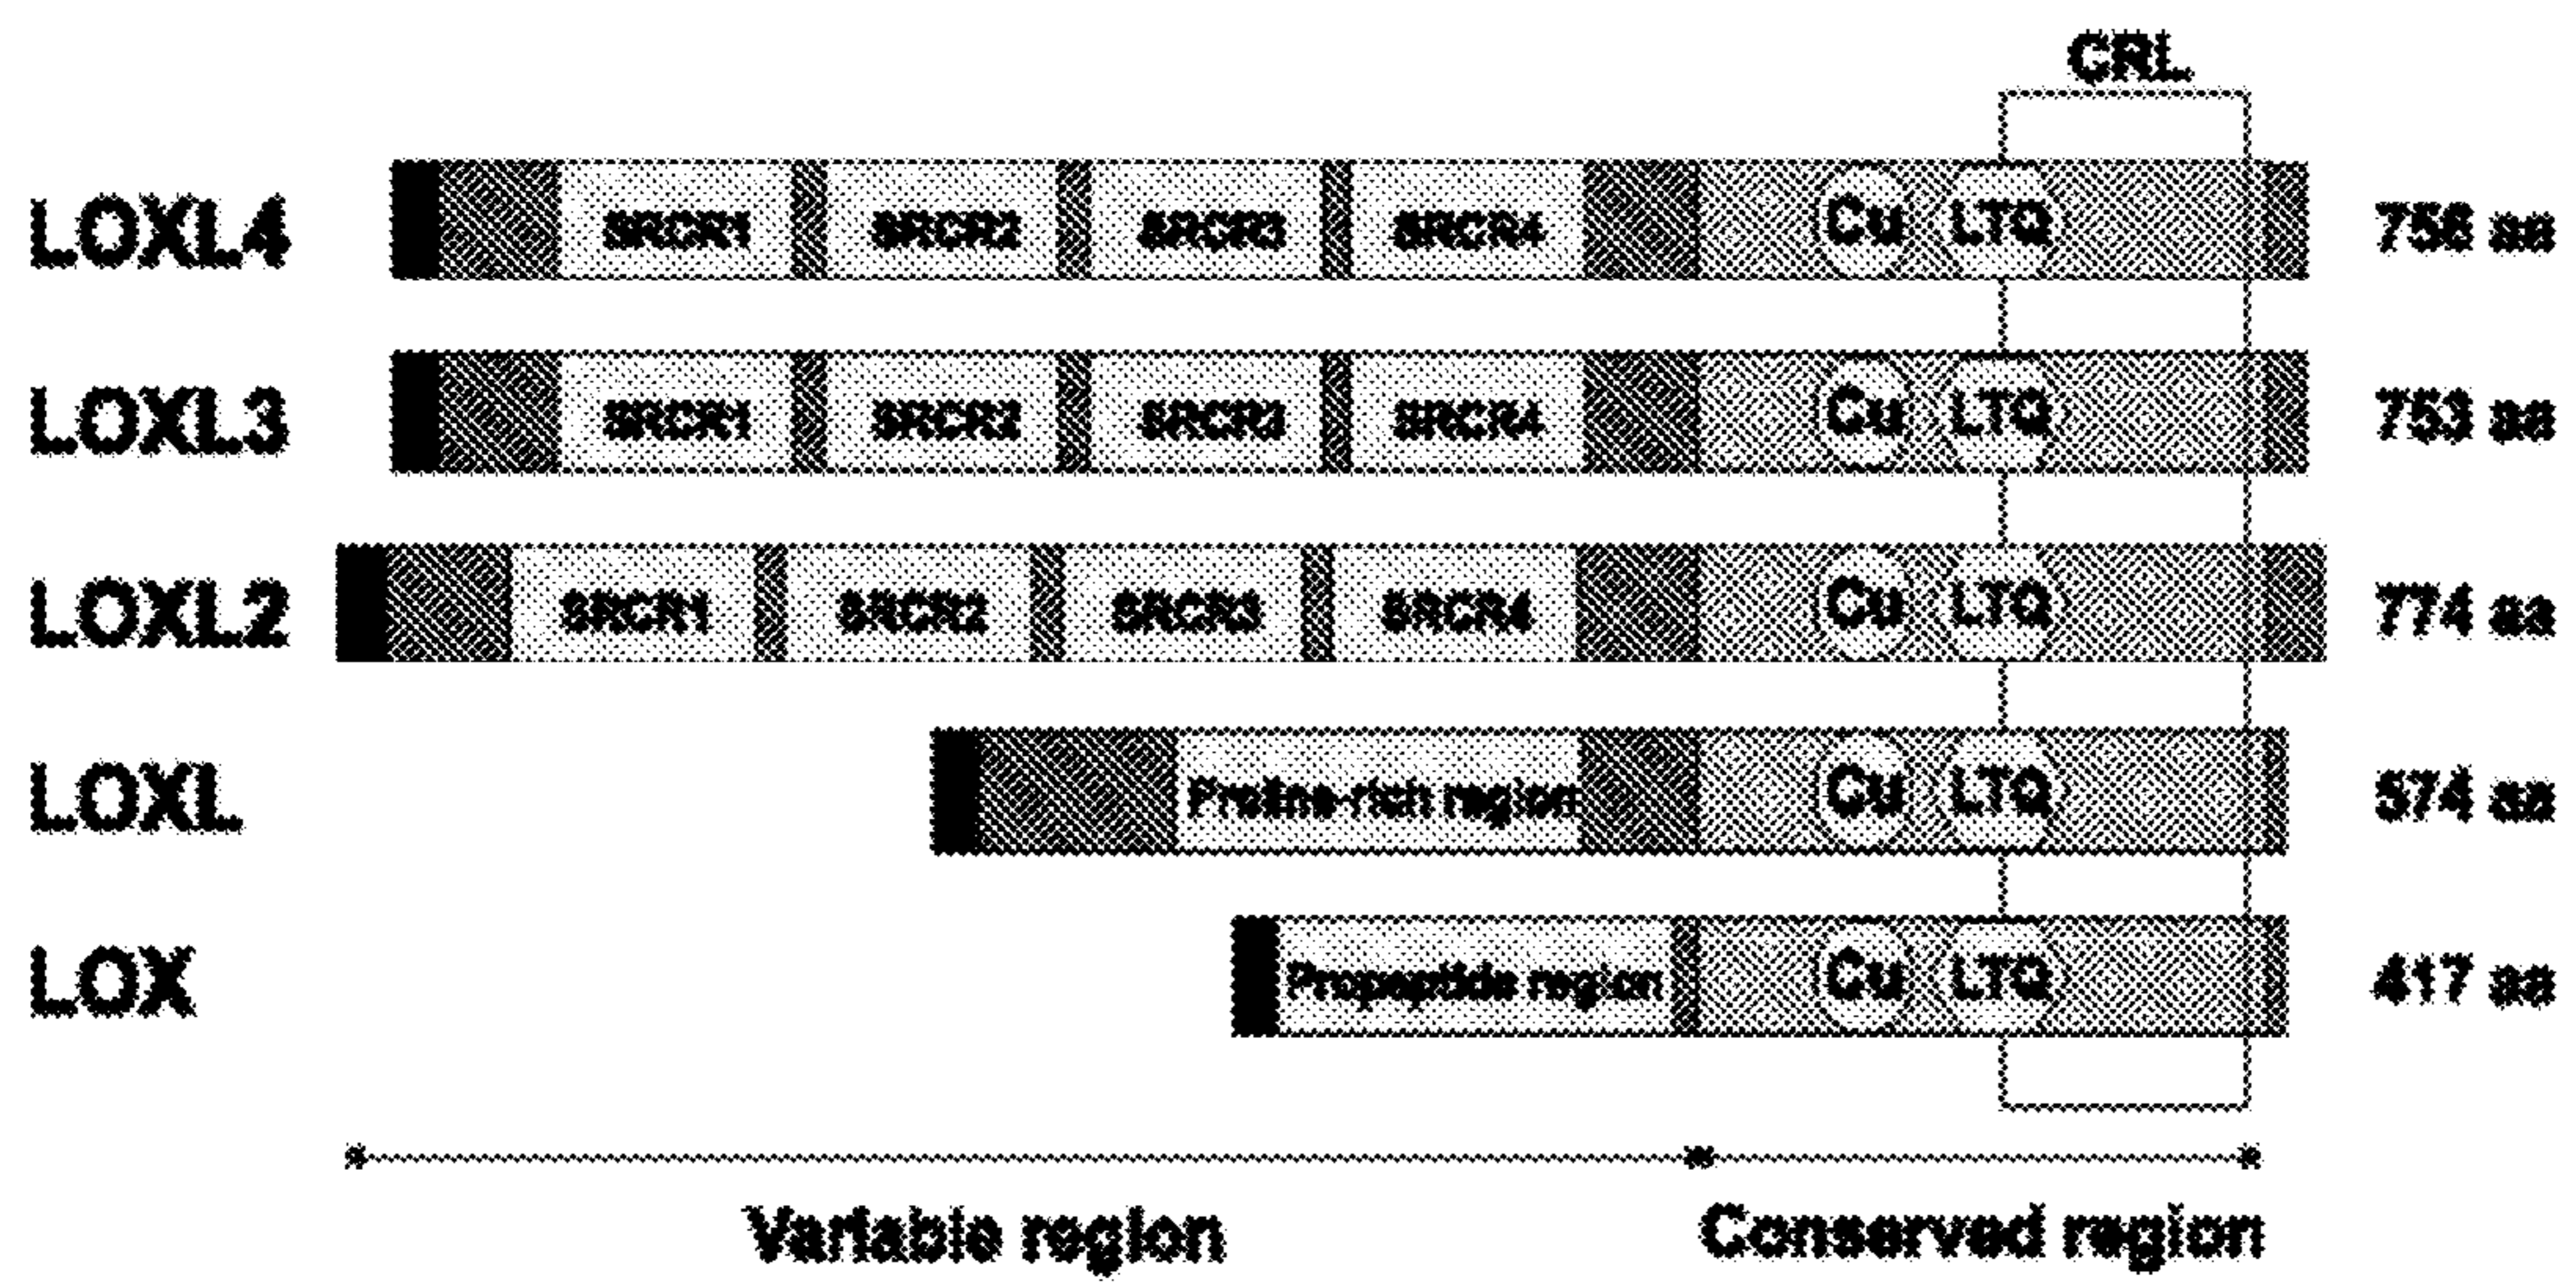 CRL
LOXL4 SRCR1 SRCR2 SRCR3 SRCR4 Cu LTQ 756 aa
LOXL3 SRCR1 SRCR2 SRCR3 SRCR4 Cu LTQ 753 aa
LOXL2 SRCR1 SRCR2 SRCR3 SRCR4 Cu LTQ 774 aa
LOXL Proline-rich region Cu LTQ 574 aa
LOX Propeptide region Cu LTQ 417 aa
Variable region Conserved region